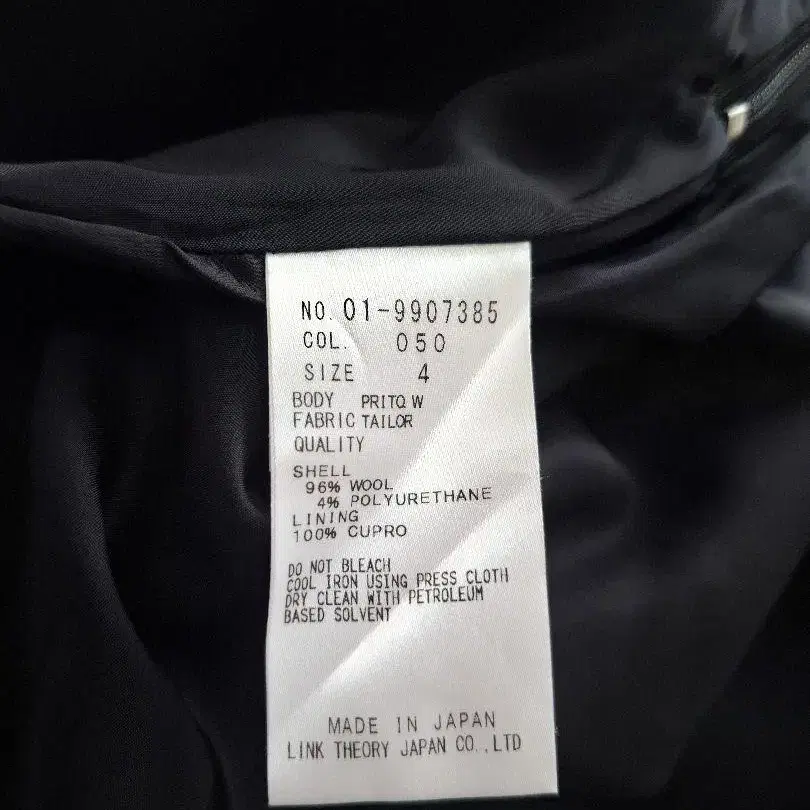 NO. 01-9907385
COL. 050
SIZE 4
BODY PRITQ W
FABRIC TAILOR
QUALITY
SHELL
96% WOOL
4% POLYURETHANE
LINING
100% CUPRO
DO NOT BLEACH
COOL IRON USING PRESS CLOTH
DRY CLEAN WITH PETROLEUM
BASED SOLVENT
MADE IN JAPAN
LINK THEORY JAPAN CO.,LTD